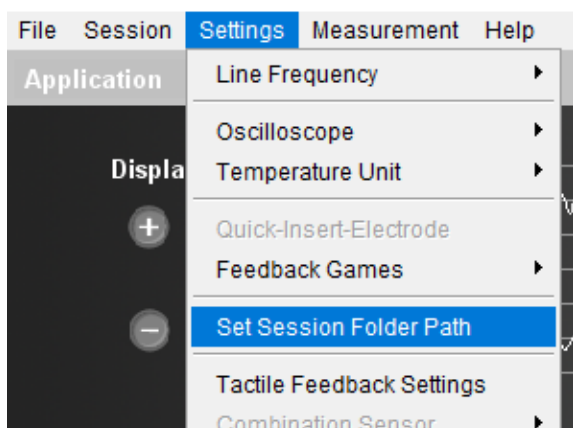 File Session Settings Measurement Help
Application
Line Frequency
Oscilloscope
Displa
Temperature Unit
Quick-Insert-Electrode
Feedback Games
Set Session Folder Path
Tactile Feedback Settings
Combination Sensor